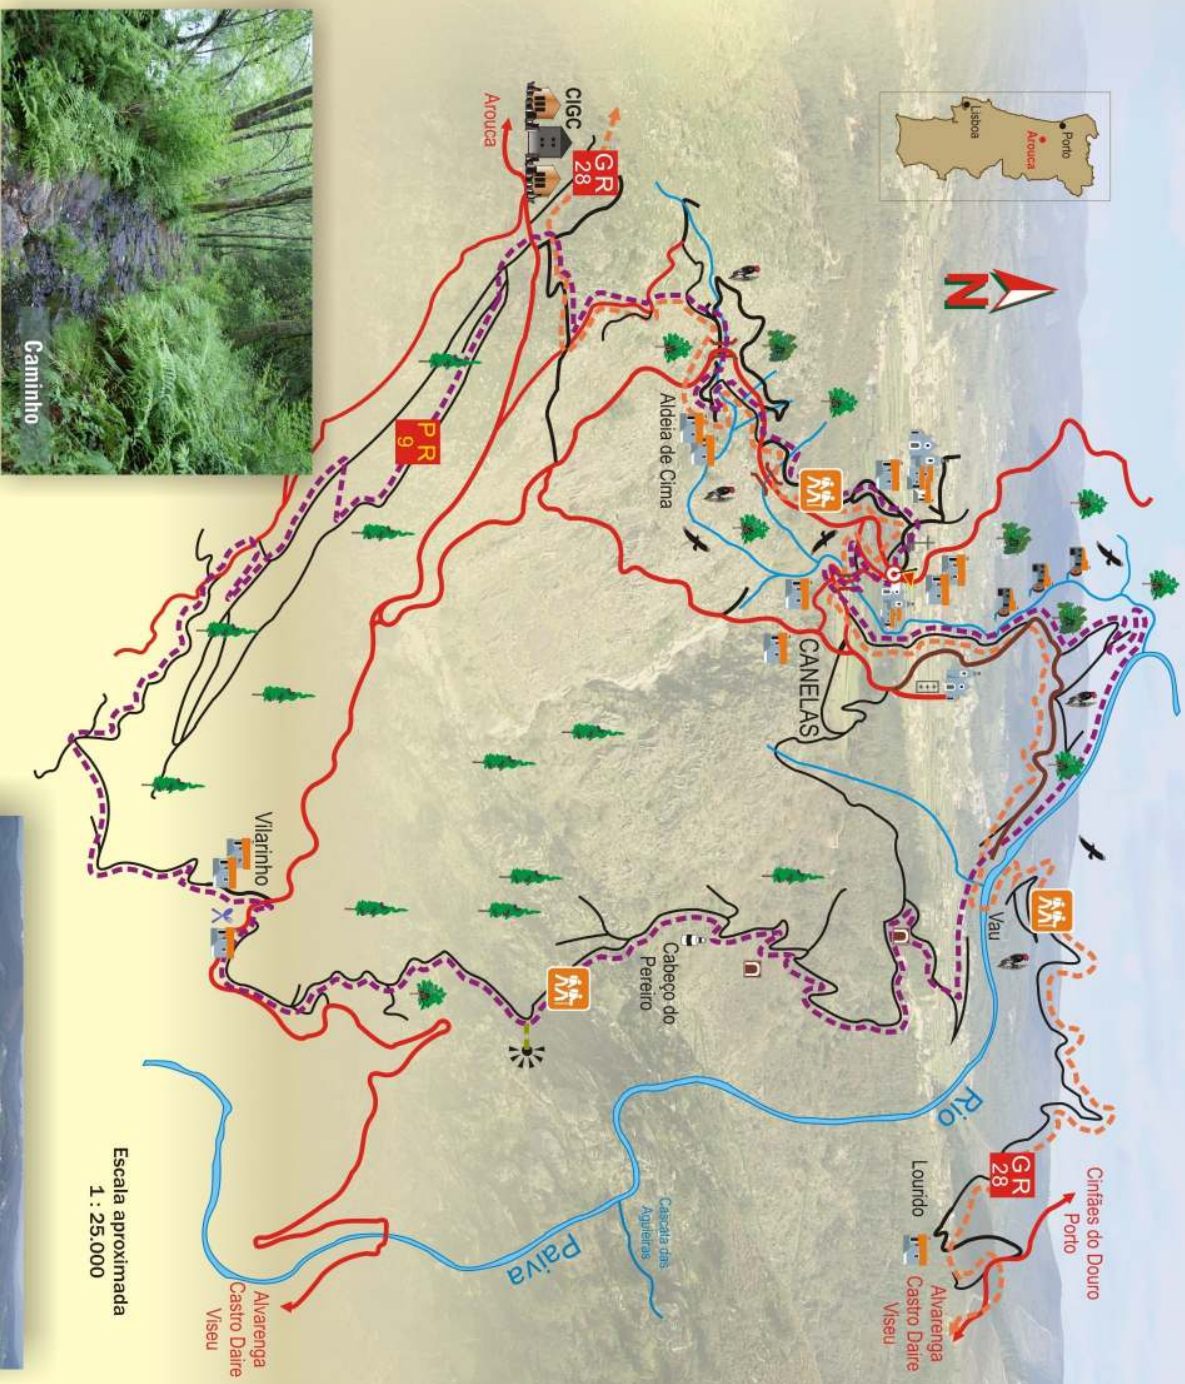 Porto
Arouca
Lisboa
N
CIGC
Arouca
GR
28
PR
9
Aldeia de Cima
CANELAS
Vilarinho
Cabeço do
Pereiro
Vau
Rio
Paiva
Cascata das
Aguieiras
Lourido
GR
28
Cinfães do Douro
Porto
Alvarenga
Castro Daire
Viseu
Alvarenga
Castro Daire
Viseu
Escala aproximada
1 : 25.000
Caminho